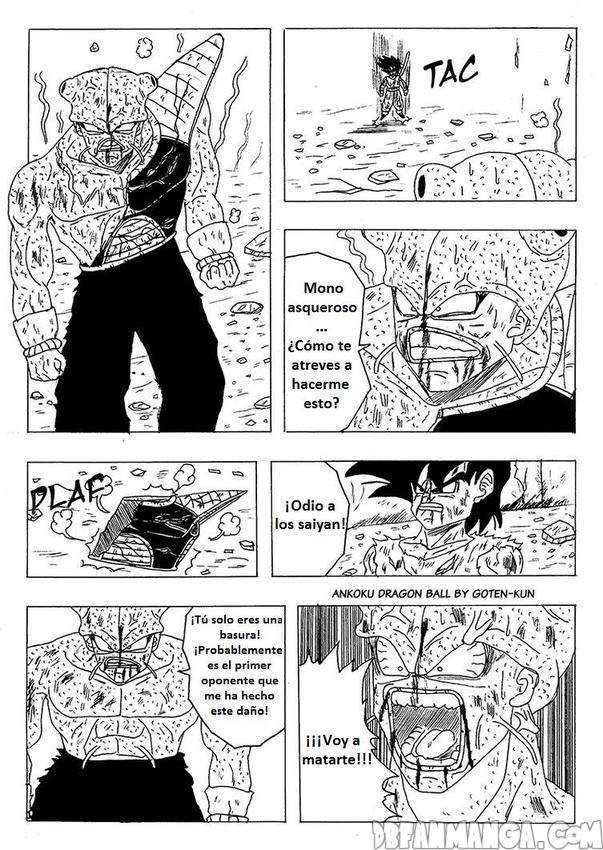 TAC
Mono
asqueroso
...
¿Cómo te
atreves a
hacerme
esto?
PLAF
¡Odio a
los saiyan!
ANKOKU DRAGON BALL BY GOTEN-KUN
¡Tú solo eres una
basura!
¡Probablemente
es el primer
oponente que
me ha hecho
este daño!
¡¡¡Voy a
matarte!!!
DBFANMANGA.COM